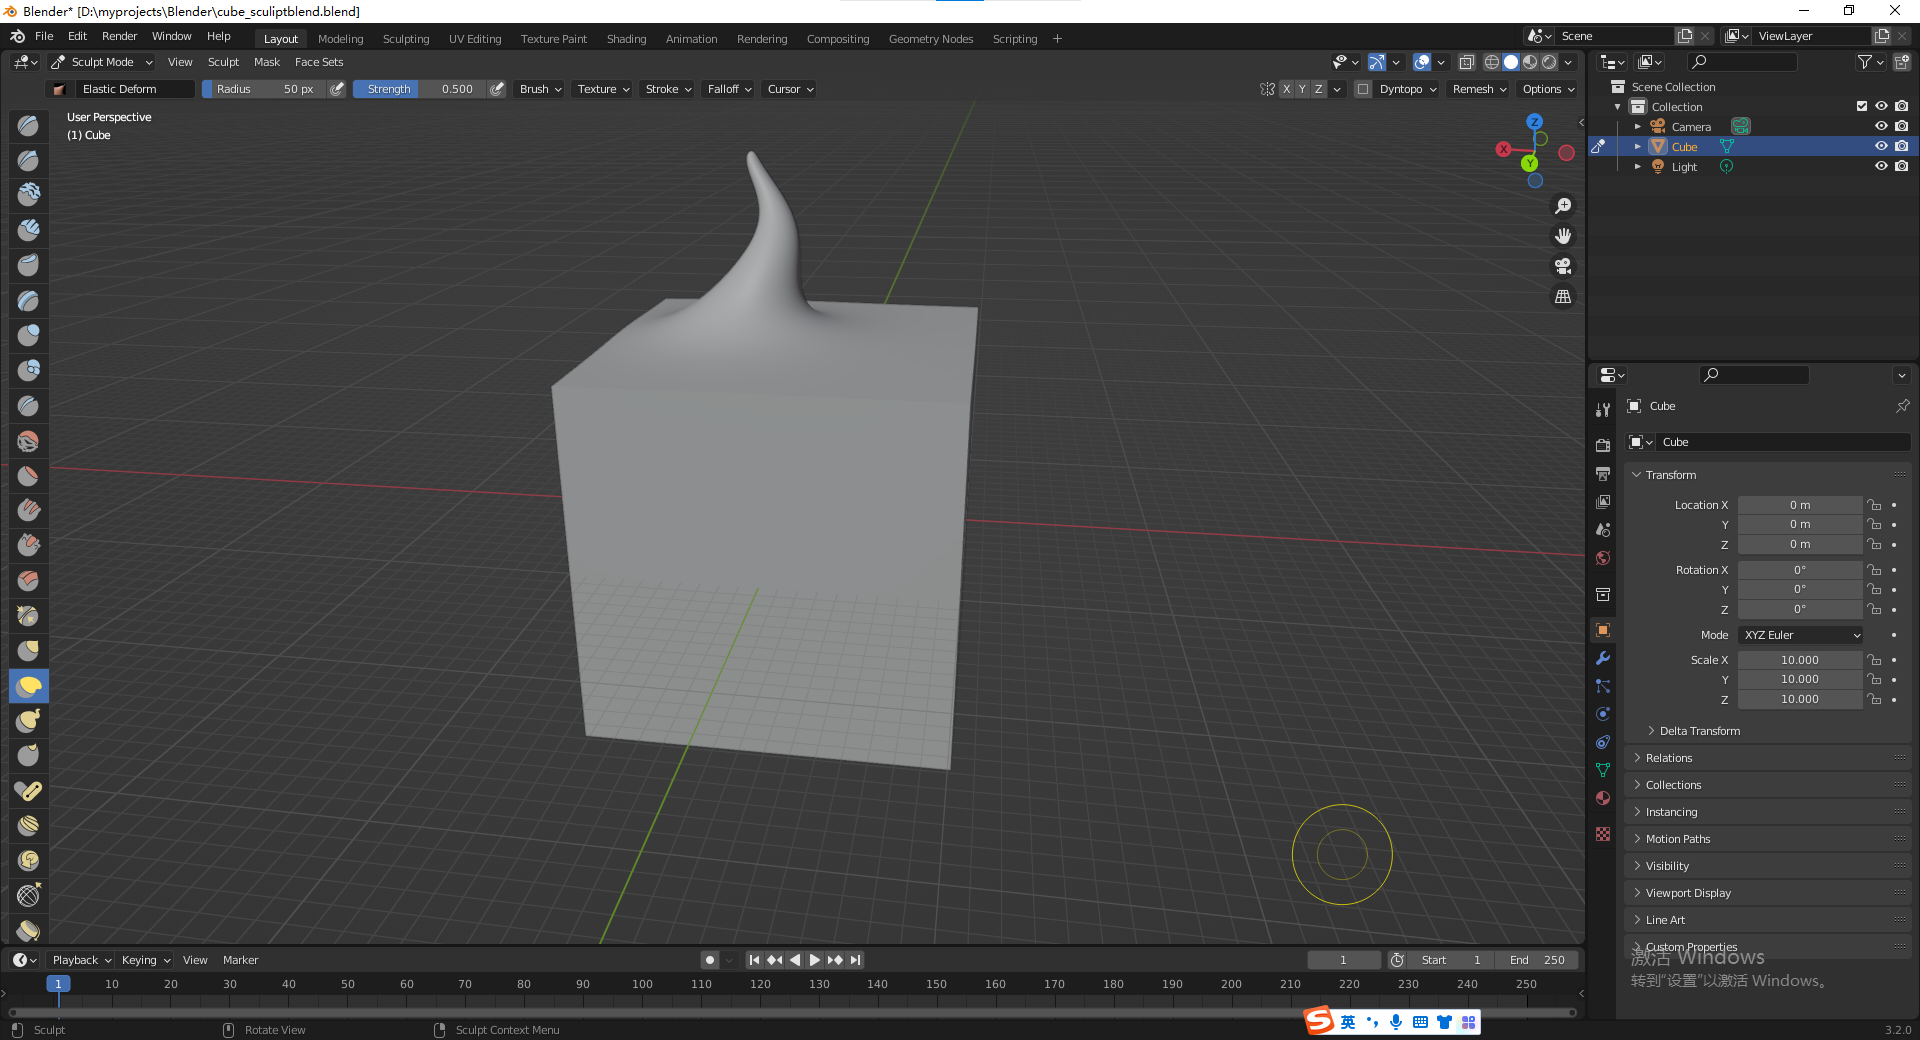 Blender* [D:\myprojects\Blender\cube_sculiptblend.blend]
File Edit Render Window Help Layout Modeling Sculpting UV Editing Texture Paint Shading Animation Rendering Compositing Geometry Nodes Scripting + Scene ViewLayer
Sculpt Mode View Sculpt Mask Face Sets
Elastic Deform Radius 50 px Strength 0.500 Brush Texture Stroke Falloff Cursor X Y Z Dyntopo Remesh Options
User Perspective
(1) Cube
Z
X
Y
Scene Collection
Collection
Camera
Cube
Light
Cube
Cube
Transform
Location X 0 m
Y 0 m
Z 0 m
Rotation X 0°
Y 0°
Z 0°
Mode XYZ Euler
Scale X 10.000
Y 10.000
Z 10.000
Delta Transform
Relations
Collections
Instancing
Motion Paths
Visibility
Viewport Display
Line Art
Custom Properties
激活 Windows
转到“设置”以激活 Windows。
Playback Keying View Marker 1 Start 1 End 250
1 10 20 30 40 50 60 70 80 90 100 110 120 130 140 150 160 170 180 190 200 210 220 230 240 250
S 英
Sculpt Rotate View Sculpt Context Menu 3.2.0